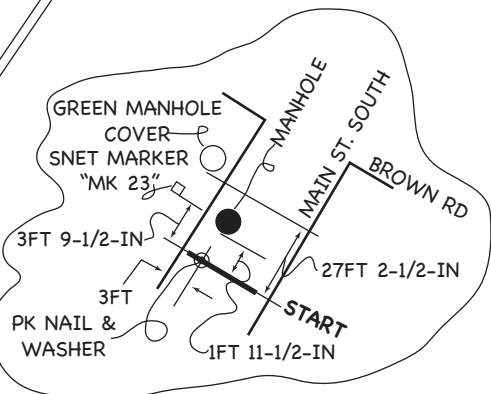 GREEN MANHOLE
COVER
SNET MARKER
"MK 23"
MANHOLE
MAIN ST. SOUTH
BROWN RD
3FT 9-1/2-IN
27FT 2-1/2-IN
3FT
START
PK NAIL &
WASHER
1FT 11-1/2-IN